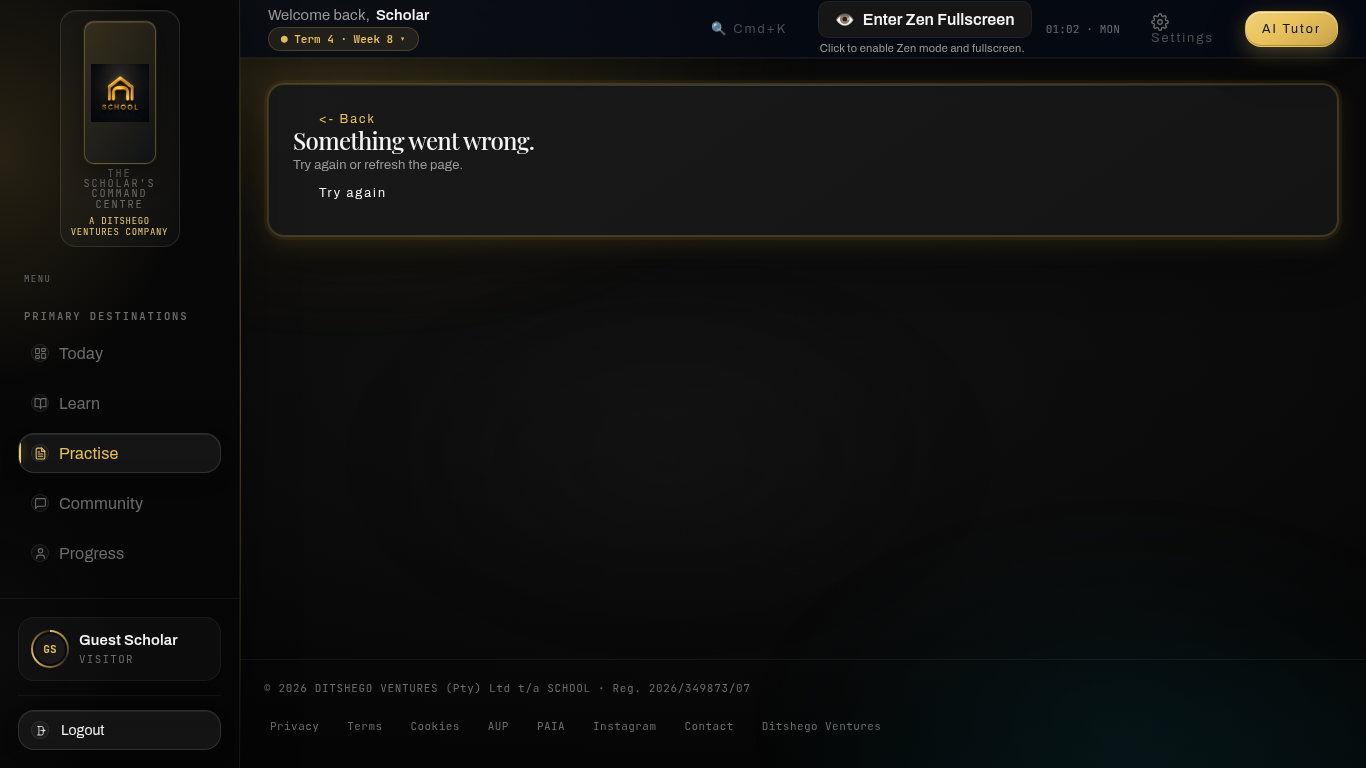 SCHOOL
THE
SCHOLAR'S
COMMAND
CENTRE
A DITSHEGO
VENTURES COMPANY
MENU
PRIMARY DESTINATIONS
Today
Learn
Practise
Community
Progress
GS
Guest Scholar
VISITOR
Logout
Welcome back, Scholar
Term 4 · Week 8
Cmd+K
Enter Zen Fullscreen
Click to enable Zen mode and fullscreen.
01:02 · MON
Settings
AI Tutor
<- Back
Something went wrong.
Try again or refresh the page.
Try again
© 2026 DITSHEGO VENTURES (Pty) Ltd t/a SCHOOL · Reg. 2026/349873/07
Privacy Terms Cookies AUP PAIA Instagram Contact Ditshego Ventures